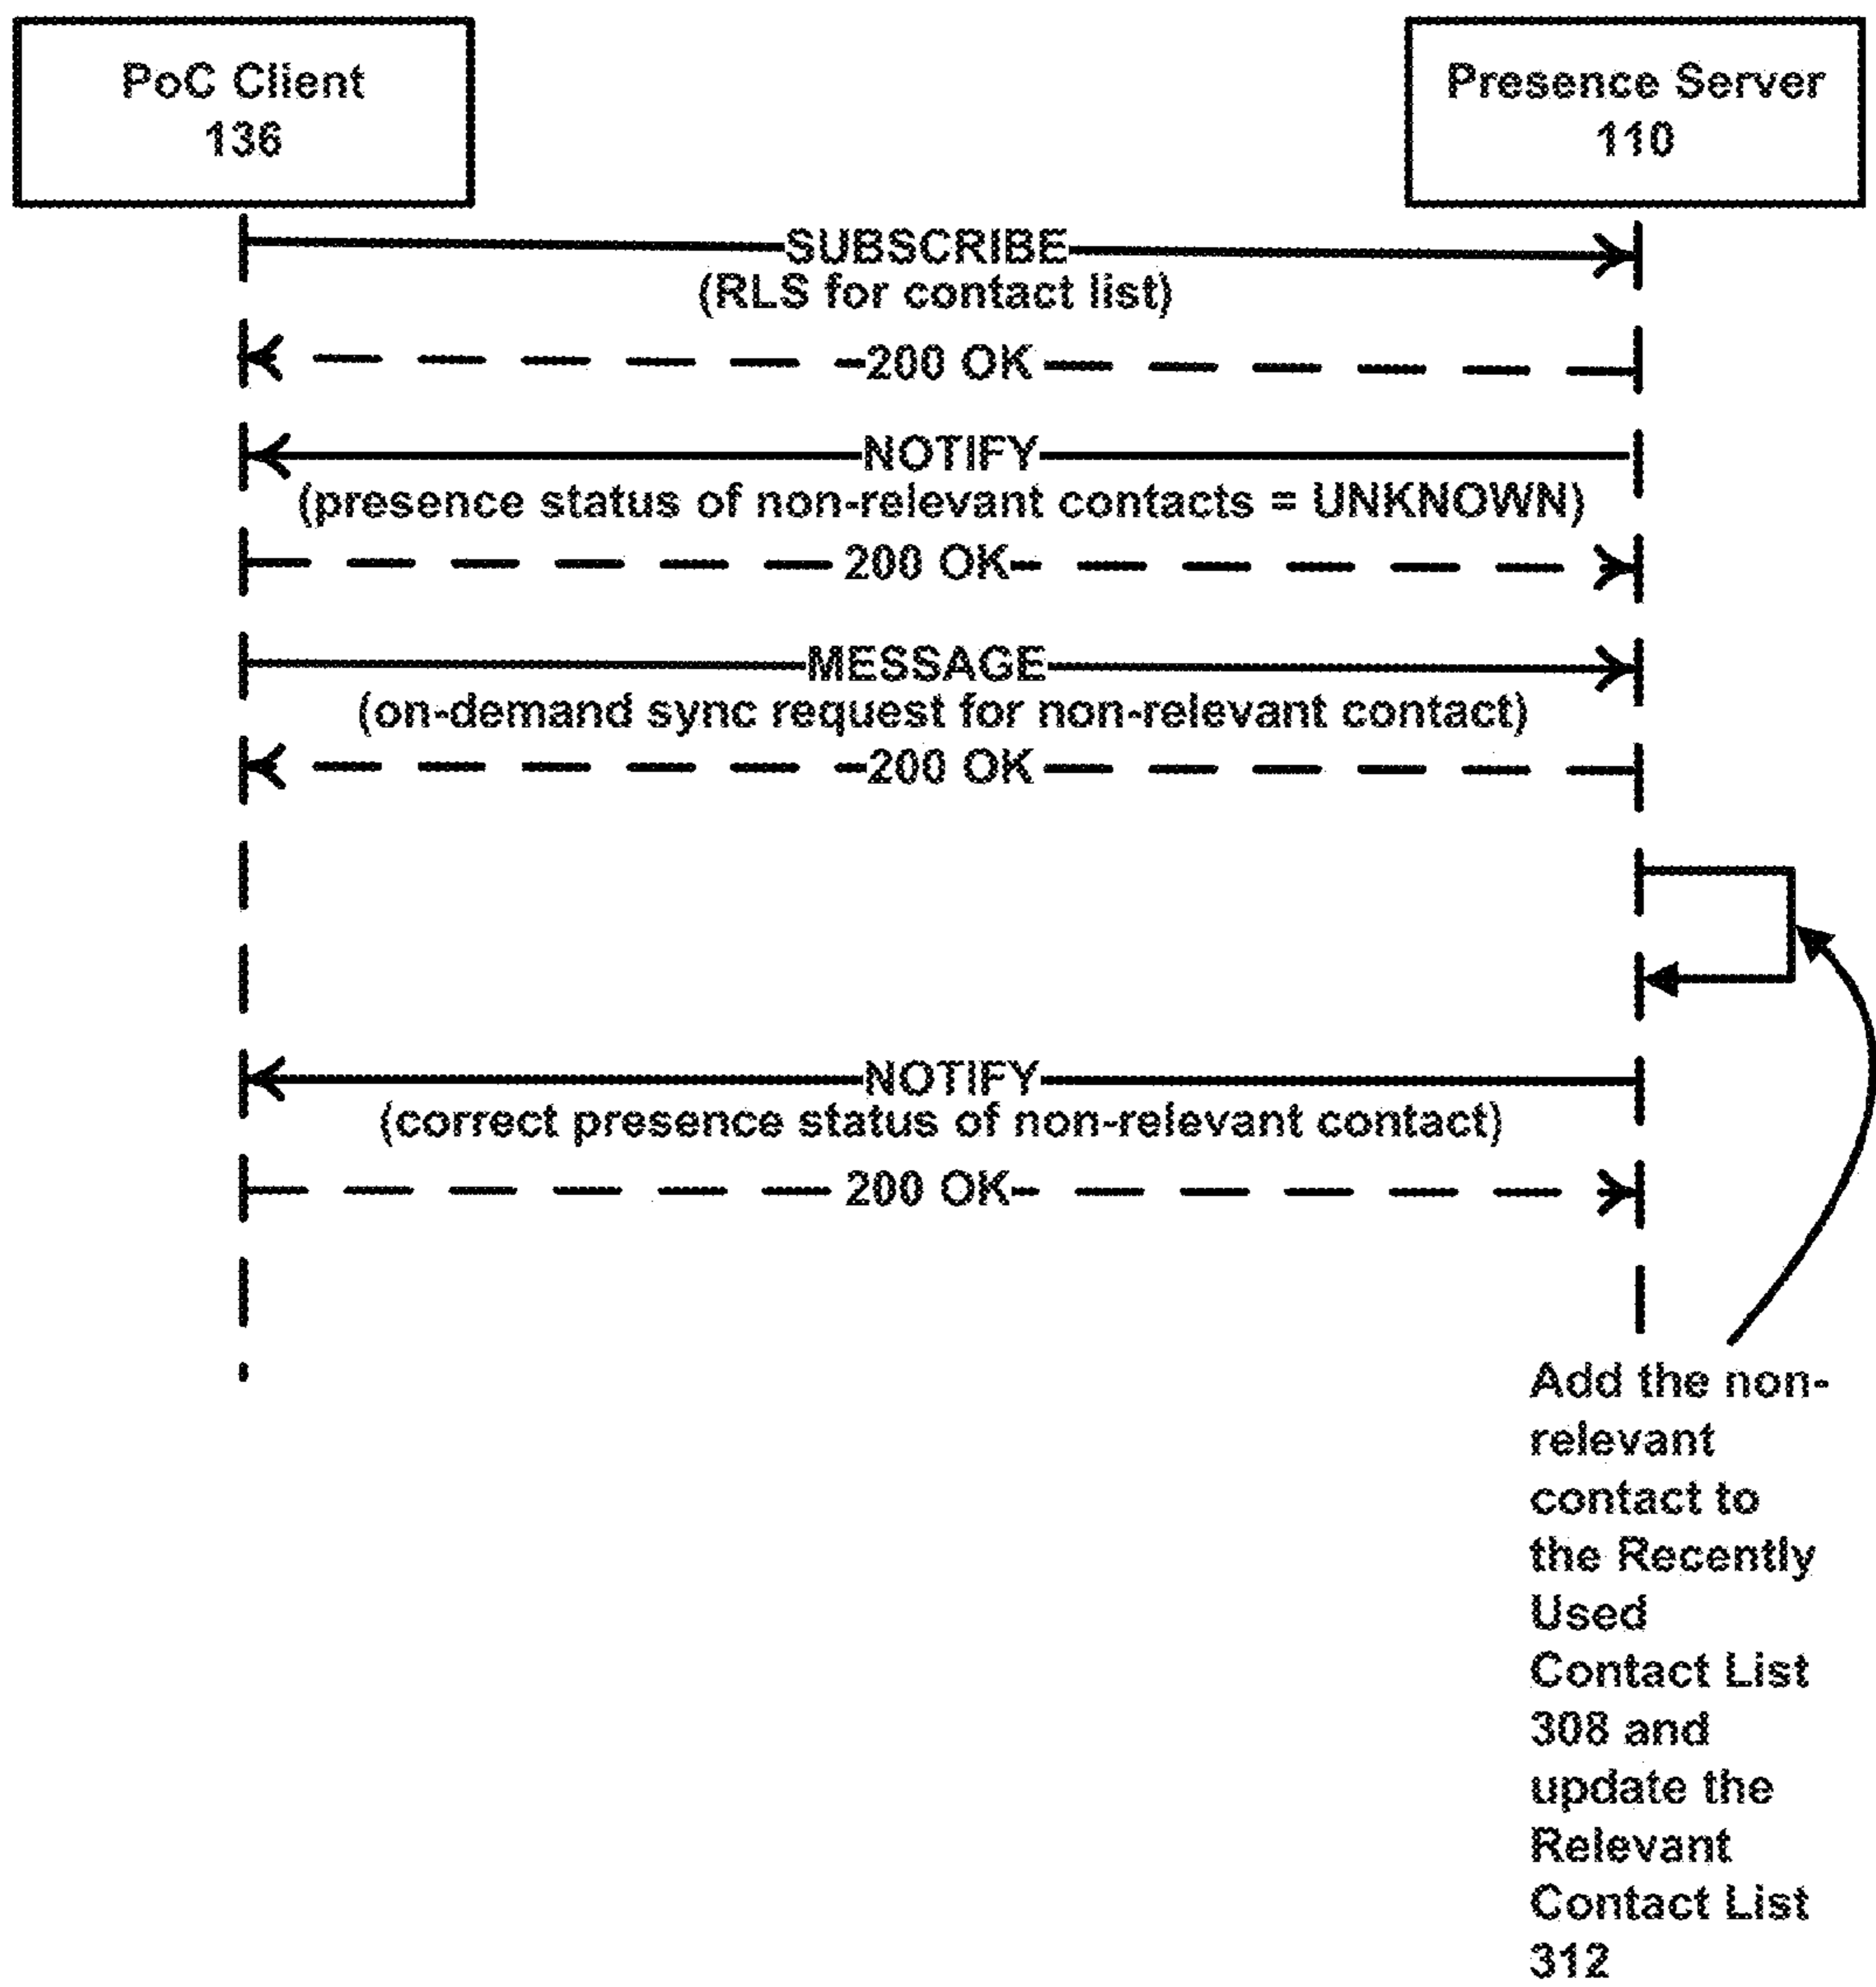 PoC Client
136
Presence Server
110
SUBSCRIBE
(RLS for contact list)
200 OK
NOTIFY
(presence status of non-relevant contacts = UNKNOWN)
200 OK
MESSAGE
(on-demand sync request for non-relevant contact)
200 OK
NOTIFY
(correct presence status of non-relevant contact)
200 OK
Add the non-
relevant
contact to
the Recently
Used
Contact List
308 and
update the
Relevant
Contact List
312